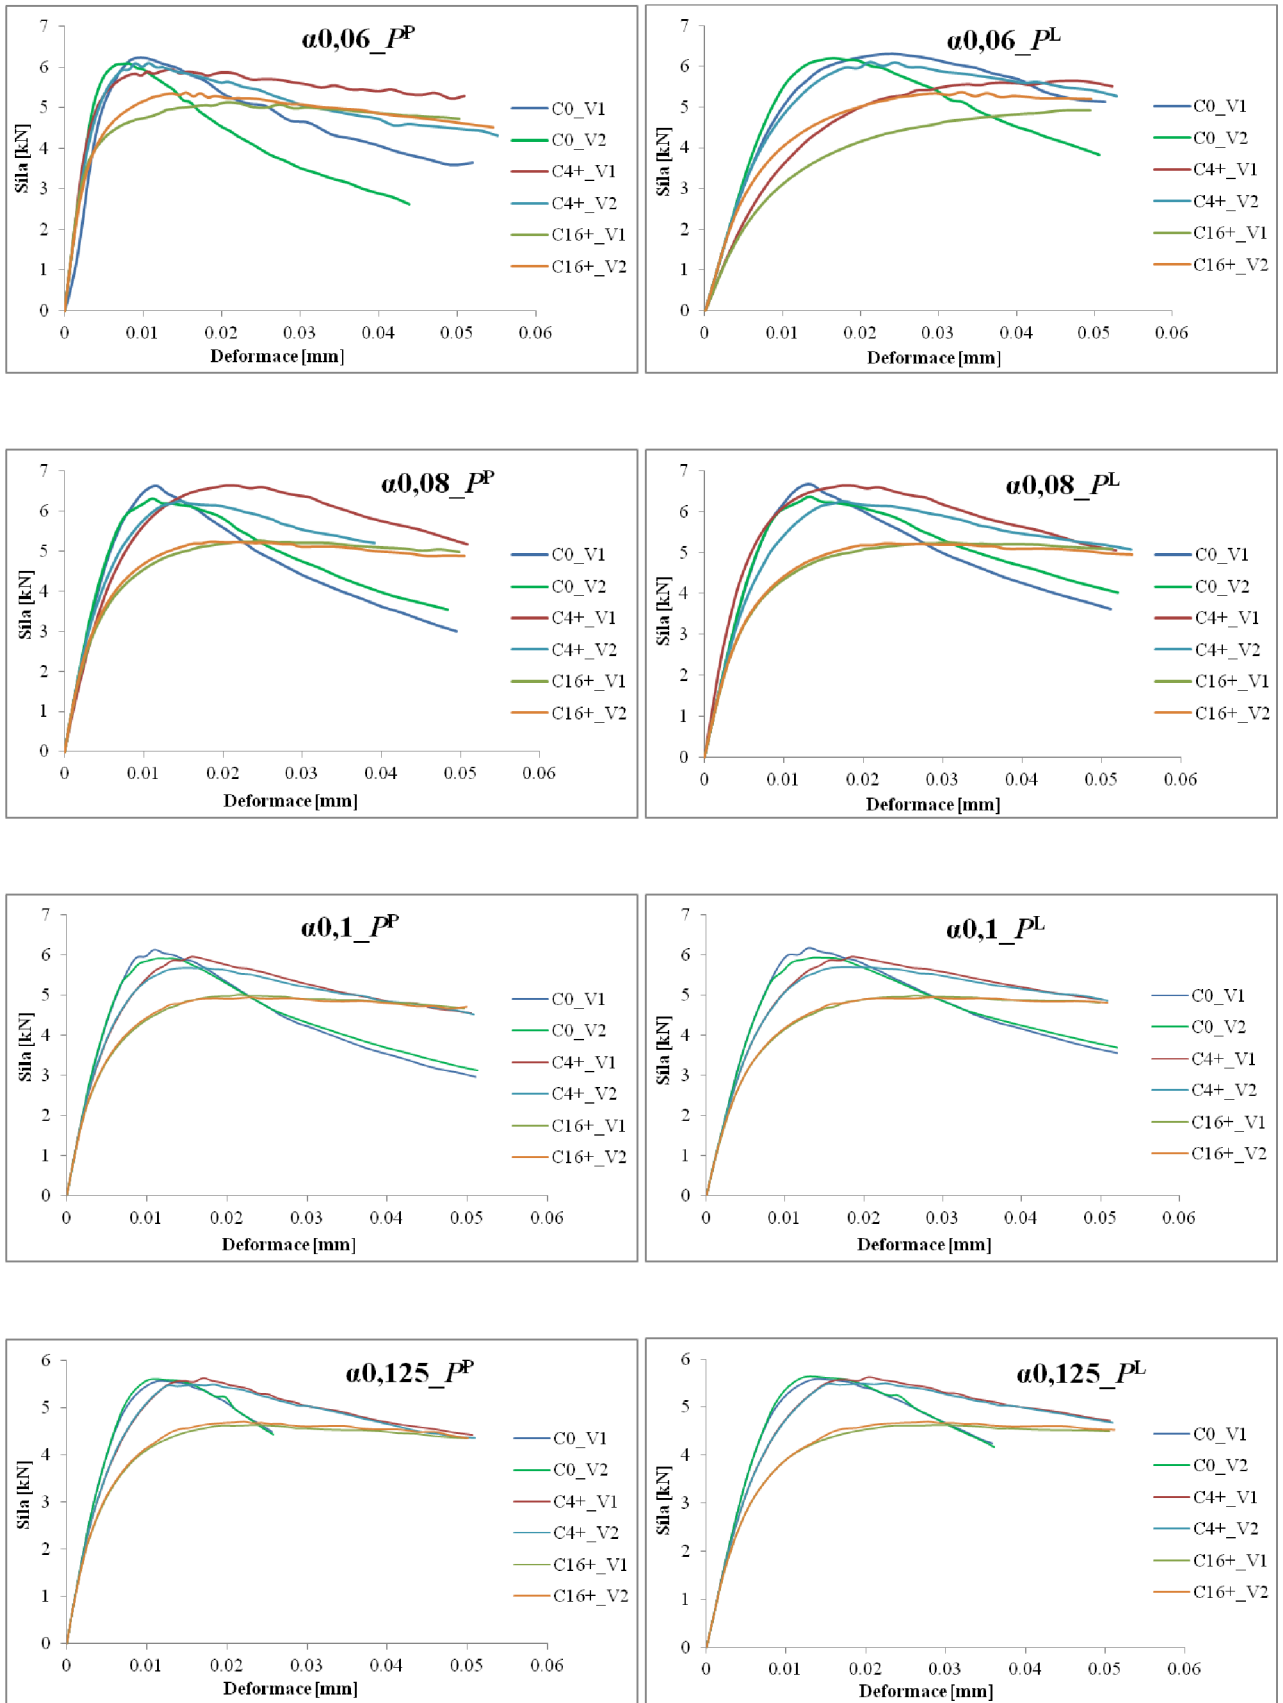 α0,06_Pᴾ
7
6
5
4
3
2
1
0
Síla [kN]
0 0.01 0.02 0.03 0.04 0.05 0.06
Deformace [mm]
C0_V1
C0_V2
C4+_V1
C4+_V2
C16+_V1
C16+_V2
α0,06_Pᴸ
7
6
5
4
3
2
1
0
Síla [kN]
0 0.01 0.02 0.03 0.04 0.05 0.06
Deformace [mm]
C0_V1
C0_V2
C4+_V1
C4+_V2
C16+_V1
C16+_V2
α0,08_Pᴾ
7
6
5
4
3
2
1
0
Síla [kN]
0 0.01 0.02 0.03 0.04 0.05 0.06
Deformace [mm]
C0_V1
C0_V2
C4+_V1
C4+_V2
C16+_V1
C16+_V2
α0,08_Pᴸ
7
6
5
4
3
2
1
0
Síla [kN]
0 0.01 0.02 0.03 0.04 0.05 0.06
Deformace [mm]
C0_V1
C0_V2
C4+_V1
C4+_V2
C16+_V1
C16+_V2
α0,1_Pᴾ
7
6
5
4
3
2
1
0
Síla [kN]
0 0.01 0.02 0.03 0.04 0.05 0.06
Deformace [mm]
C0_V1
C0_V2
C4+_V1
C4+_V2
C16+_V1
C16+_V2
α0,1_Pᴸ
7
6
5
4
3
2
1
0
Síla [kN]
0 0.01 0.02 0.03 0.04 0.05 0.06
Deformace [mm]
C0_V1
C0_V2
C4+_V1
C4+_V2
C16+_V1
C16+_V2
α0,125_Pᴾ
6
5
4
3
2
1
0
Síla [kN]
0 0.01 0.02 0.03 0.04 0.05 0.06
Deformace [mm]
C0_V1
C0_V2
C4+_V1
C4+_V2
C16+_V1
C16+_V2
α0,125_Pᴸ
6
5
4
3
2
1
0
Síla [kN]
0 0.01 0.02 0.03 0.04 0.05 0.06
Deformace [mm]
C0_V1
C0_V2
C4+_V1
C4+_V2
C16+_V1
C16+_V2